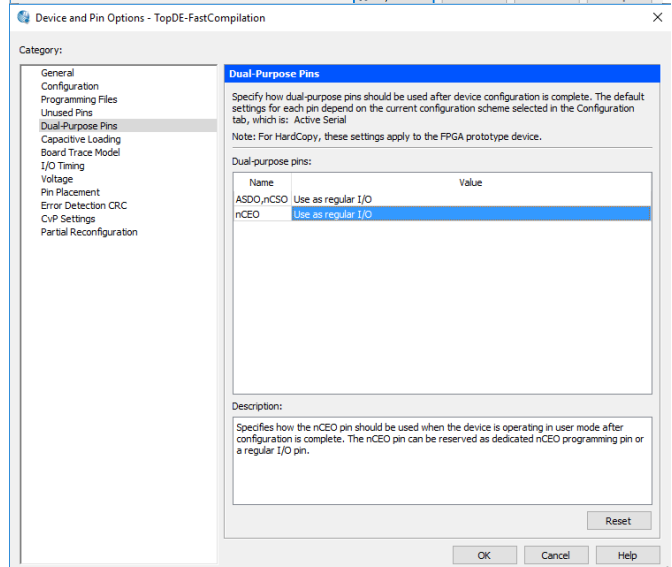 Device and Pin Options - TopDE-FastCompilation
Category:
General
Configuration
Programming Files
Unused Pins
Dual-Purpose Pins
Capacitive Loading
Board Trace Model
I/O Timing
Voltage
Pin Placement
Error Detection CRC
CvP Settings
Partial Reconfiguration
Dual-Purpose Pins
Specify how dual-purpose pins should be used after device configuration is complete. The default
settings for each pin depend on the current configuration scheme selected in the Configuration
tab, which is: Active Serial
Note: For HardCopy, these settings apply to the FPGA prototype device.
Dual-purpose pins:
Name Value
ASDO,nCSO Use as regular I/O
nCEO Use as regular I/O
Description:
Specifies how the nCEO pin should be used when the device is operating in user mode after
configuration is complete. The nCEO pin can be reserved as dedicated nCEO programming pin or
a regular I/O pin.
Reset
OK Cancel Help